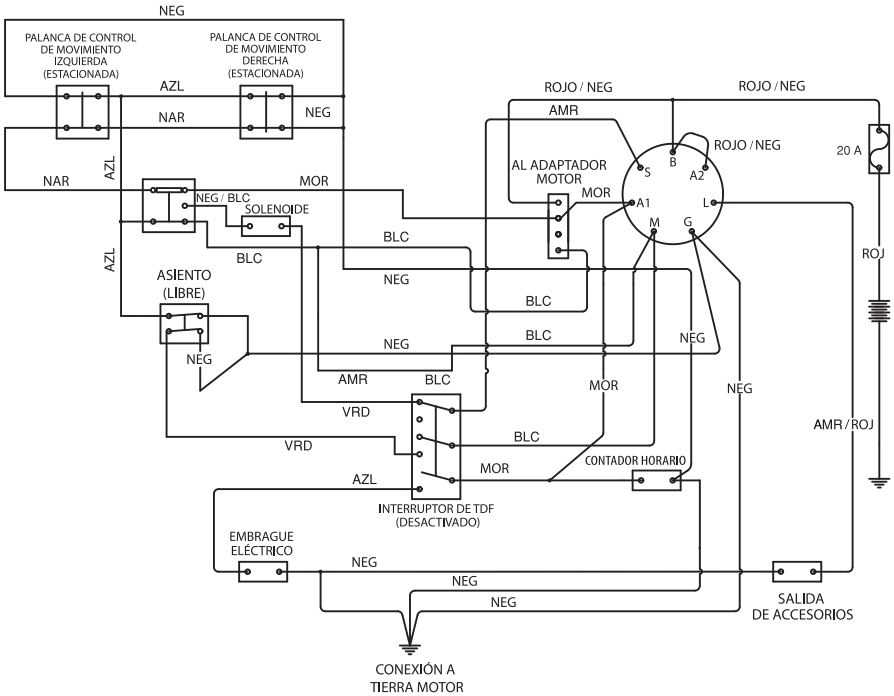 NEG
PALANCA DE CONTROL
DE MOVIMIENTO
IZQUIERDA
(ESTACIONADA)
PALANCA DE CONTROL
DE MOVIMIENTO
DERECHA
(ESTACIONADA)
AZL
NAR
NEG
ROJO / NEG
ROJO / NEG
AMR
ROJO / NEG
20 A
AZL
NAR
MOR
NEG / BLC
SOLENOIDE
AL ADAPTADOR
MOTOR
MOR
S
B
A2
A1
L
M
G
BLC
BLC
AZL
ROJ
ASIENTO
(LIBRE)
NEG
BLC
BLC
NEG
NEG
NEG
AMR
BLC
MOR
NEG
VRD
VRD
BLC
AMR / ROJ
AZL
MOR
CONTADOR HORARIO
INTERRUPTOR DE TDF
(DESACTIVADO)
EMBRAGUE
ELÉCTRICO
NEG
NEG
NEG
SALIDA
DE ACCESORIOS
CONEXIÓN A
TIERRA MOTOR